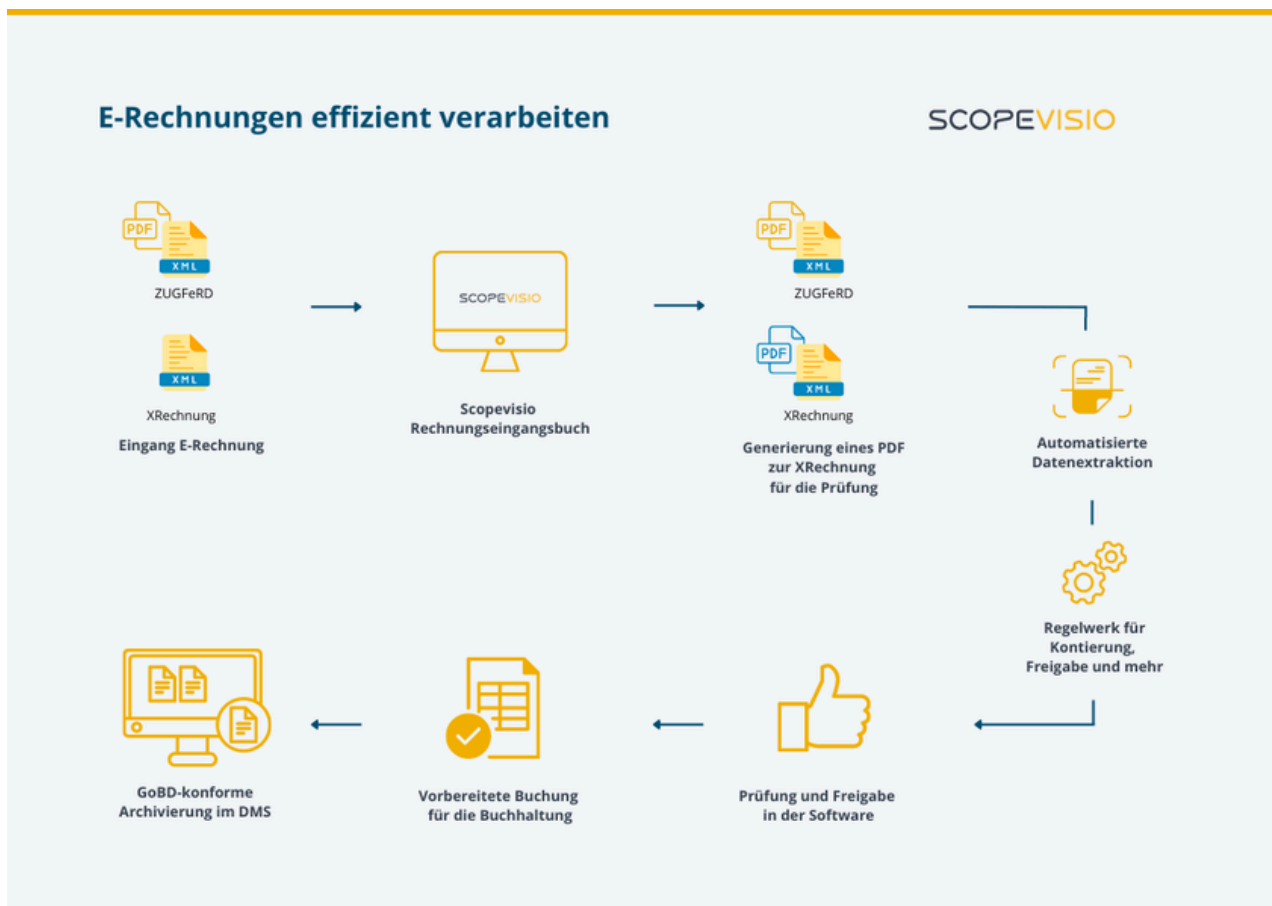 E-Rechnungen effizient verarbeiten
SCOPEVISIO
PDF
XML
ZUGFeRD
XML
XRechnung
Eingang E-Rechnung
SCOPEVISIO
Scopevisio
Rechnungseingangsbuch
PDF
XML
ZUGFeRD
PDF
XML
XRechnung
Generierung eines PDF
zur XRechnung
für die Prüfung
Automatisierte
Datenextraktion
Regelwerk für
Kontierung,
Freigabe und mehr
Prüfung und Freigabe
in der Software
Vorbereitete Buchung
für die Buchhaltung
GoBD-konforme
Archivierung im DMS